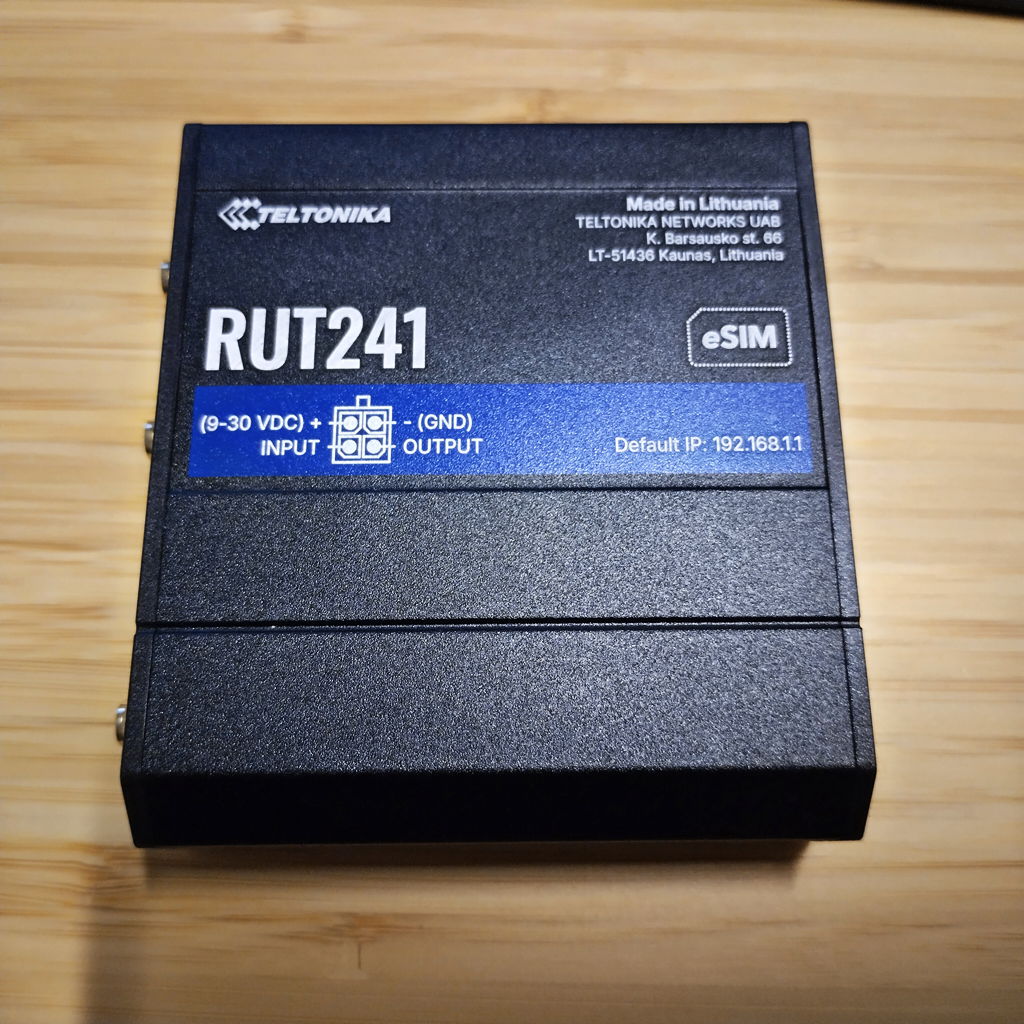 TELTONIKA
Made in Lithuania
TELTONIKA NETWORKS UAB
K. Barsausko st. 66
LT-51436 Kaunas, Lithuania
RUT241
eSIM
(9-30 VDC) + - (GND)
INPUT OUTPUT
Default IP: 192.168.1.1